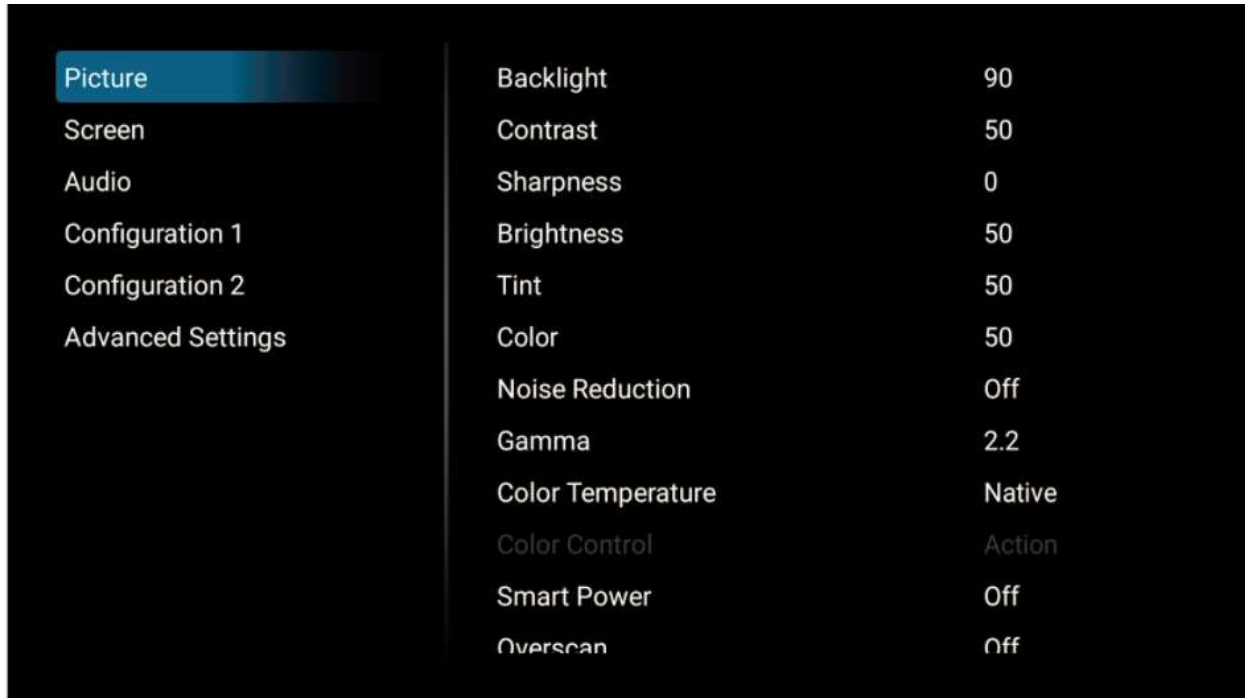 Picture
Screen
Audio
Configuration 1
Configuration 2
Advanced Settings
Backlight 90
Contrast 50
Sharpness 0
Brightness 50
Tint 50
Color 50
Noise Reduction Off
Gamma 2.2
Color Temperature Native
Color Control Action
Smart Power Off
Overscan Off